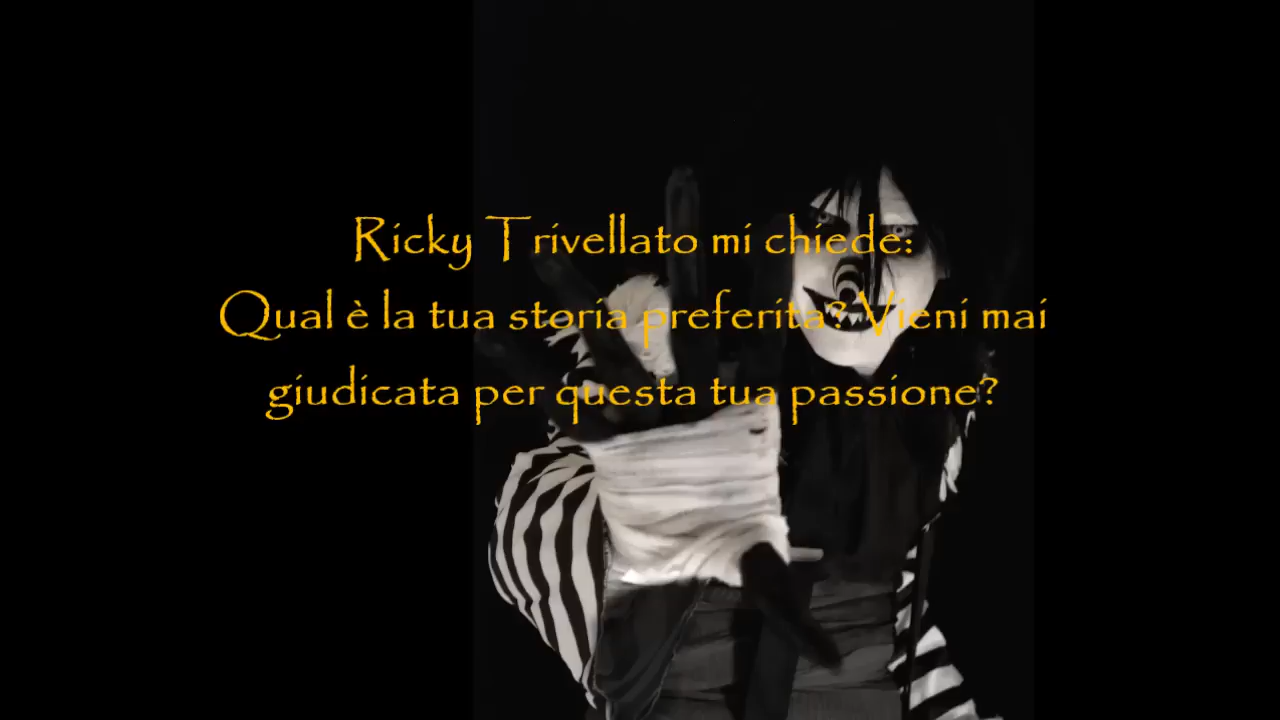 Ricky Trivellato mi chiede:
Qual è la tua storia preferita? Vieni mai
giudicata per questa tua passione?